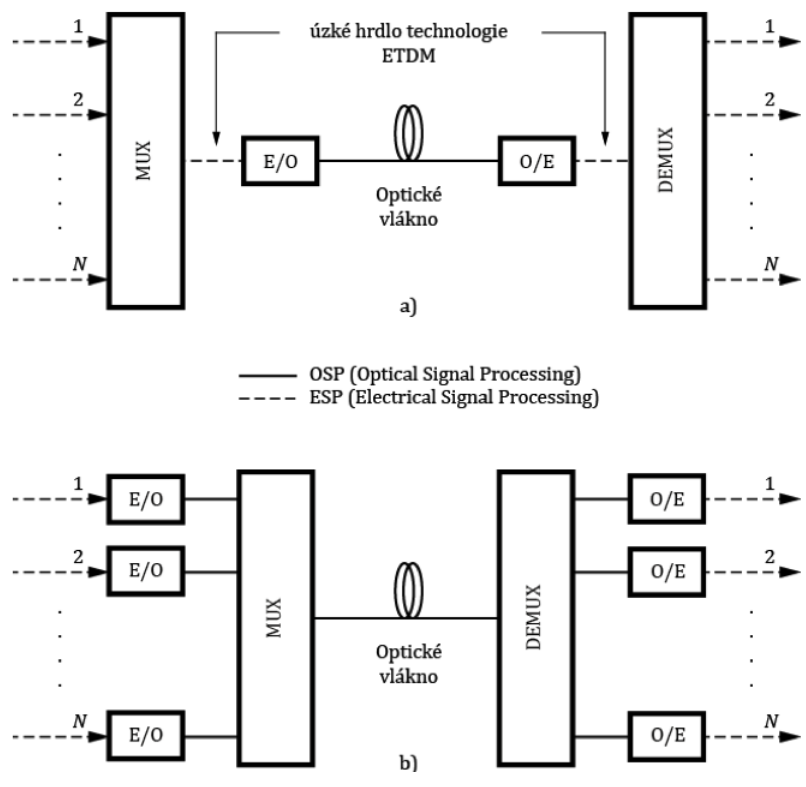 1
úzké hrdlo technologie
ETDM
1
2
2
MUX
E/O
O/E
DEMUX
Optické
vlákno
N
N
a)
OSP (Optical Signal Processing)
ESP (Electrical Signal Processing)
1
E/O
O/E
1
2
E/O
O/E
2
MUX
DEMUX
Optické
vlákno
N
E/O
O/E
N
b)